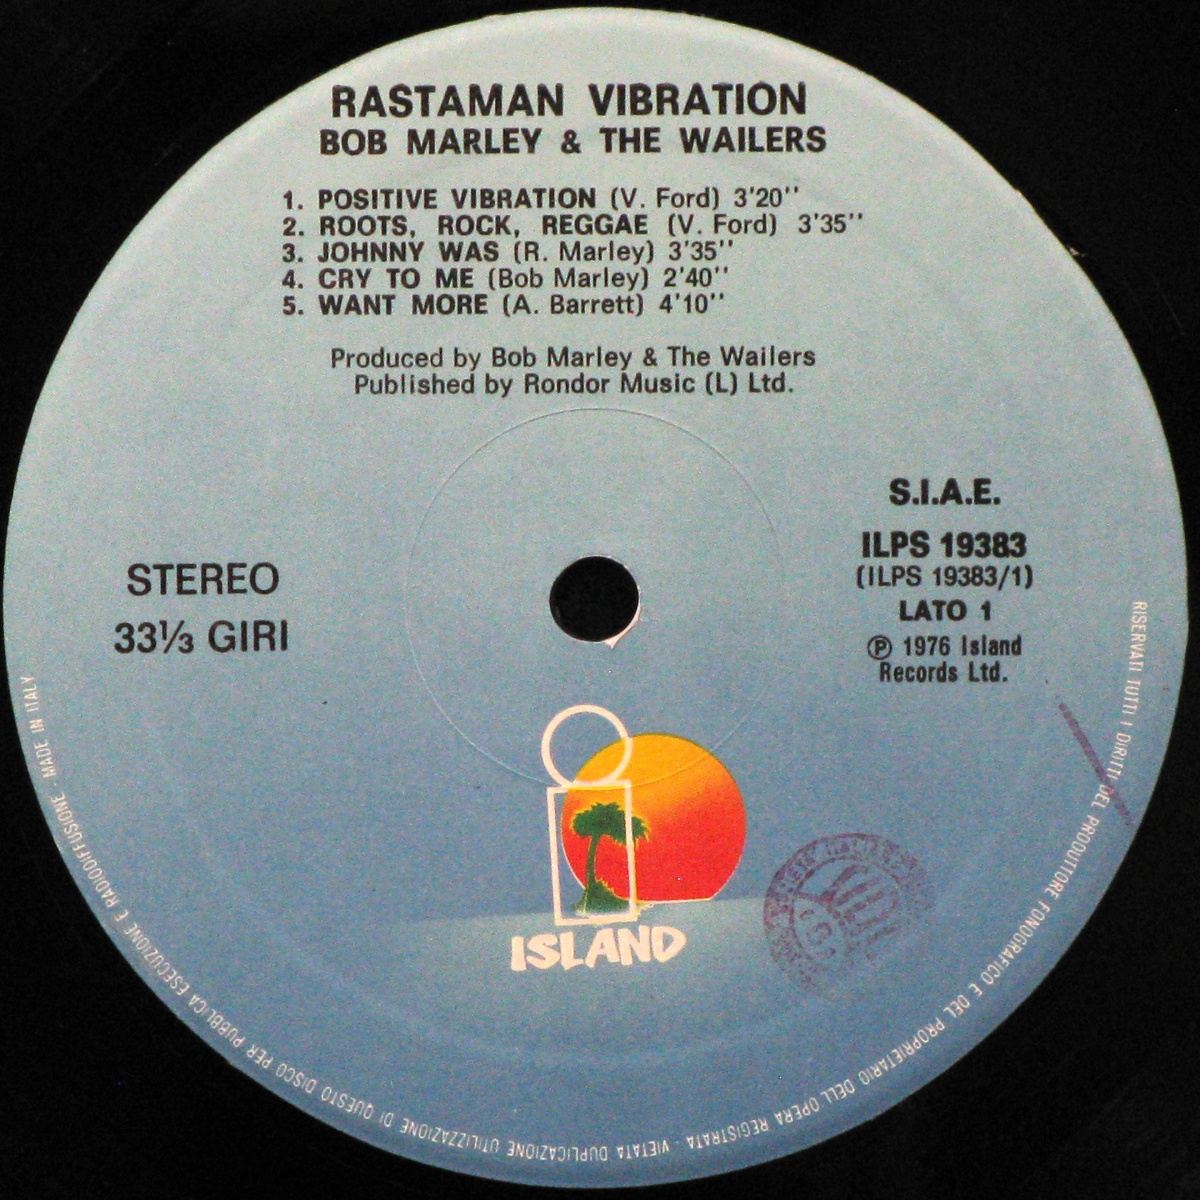 RASTAMAN VIBRATION
BOB MARLEY & THE WAILERS
1. POSITIVE VIBRATION (V. Ford) 3'20''
2. ROOTS, ROCK, REGGAE (V. Ford) 3'35''
3. JOHNNY WAS (R. Marley) 3'35''
4. CRY TO ME (Bob Marley) 2'40''
5. WANT MORE (A. Barrett) 4'10''
Produced by Bob Marley & The Wailers
Published by Rondor Music (L) Ltd.
STEREO
33⅓ GIRI
S.I.A.E.
ILPS 19383
(ILPS 19383/1)
LATO 1
℗ 1976 Island
Records Ltd.
ISLAND
RISERVATI TUTTI I DIRITTI DEL PRODUTTORE FONOGRAFICO E DEL PROPRIETARIO DELL'OPERA REGISTRATA - VIETATA DUPLICAZIONE UTILIZZAZIONE DI QUESTO DISCO PER PUBBLICA ESECUZIONE E RADIODIFFUSIONE - MADE IN ITALY